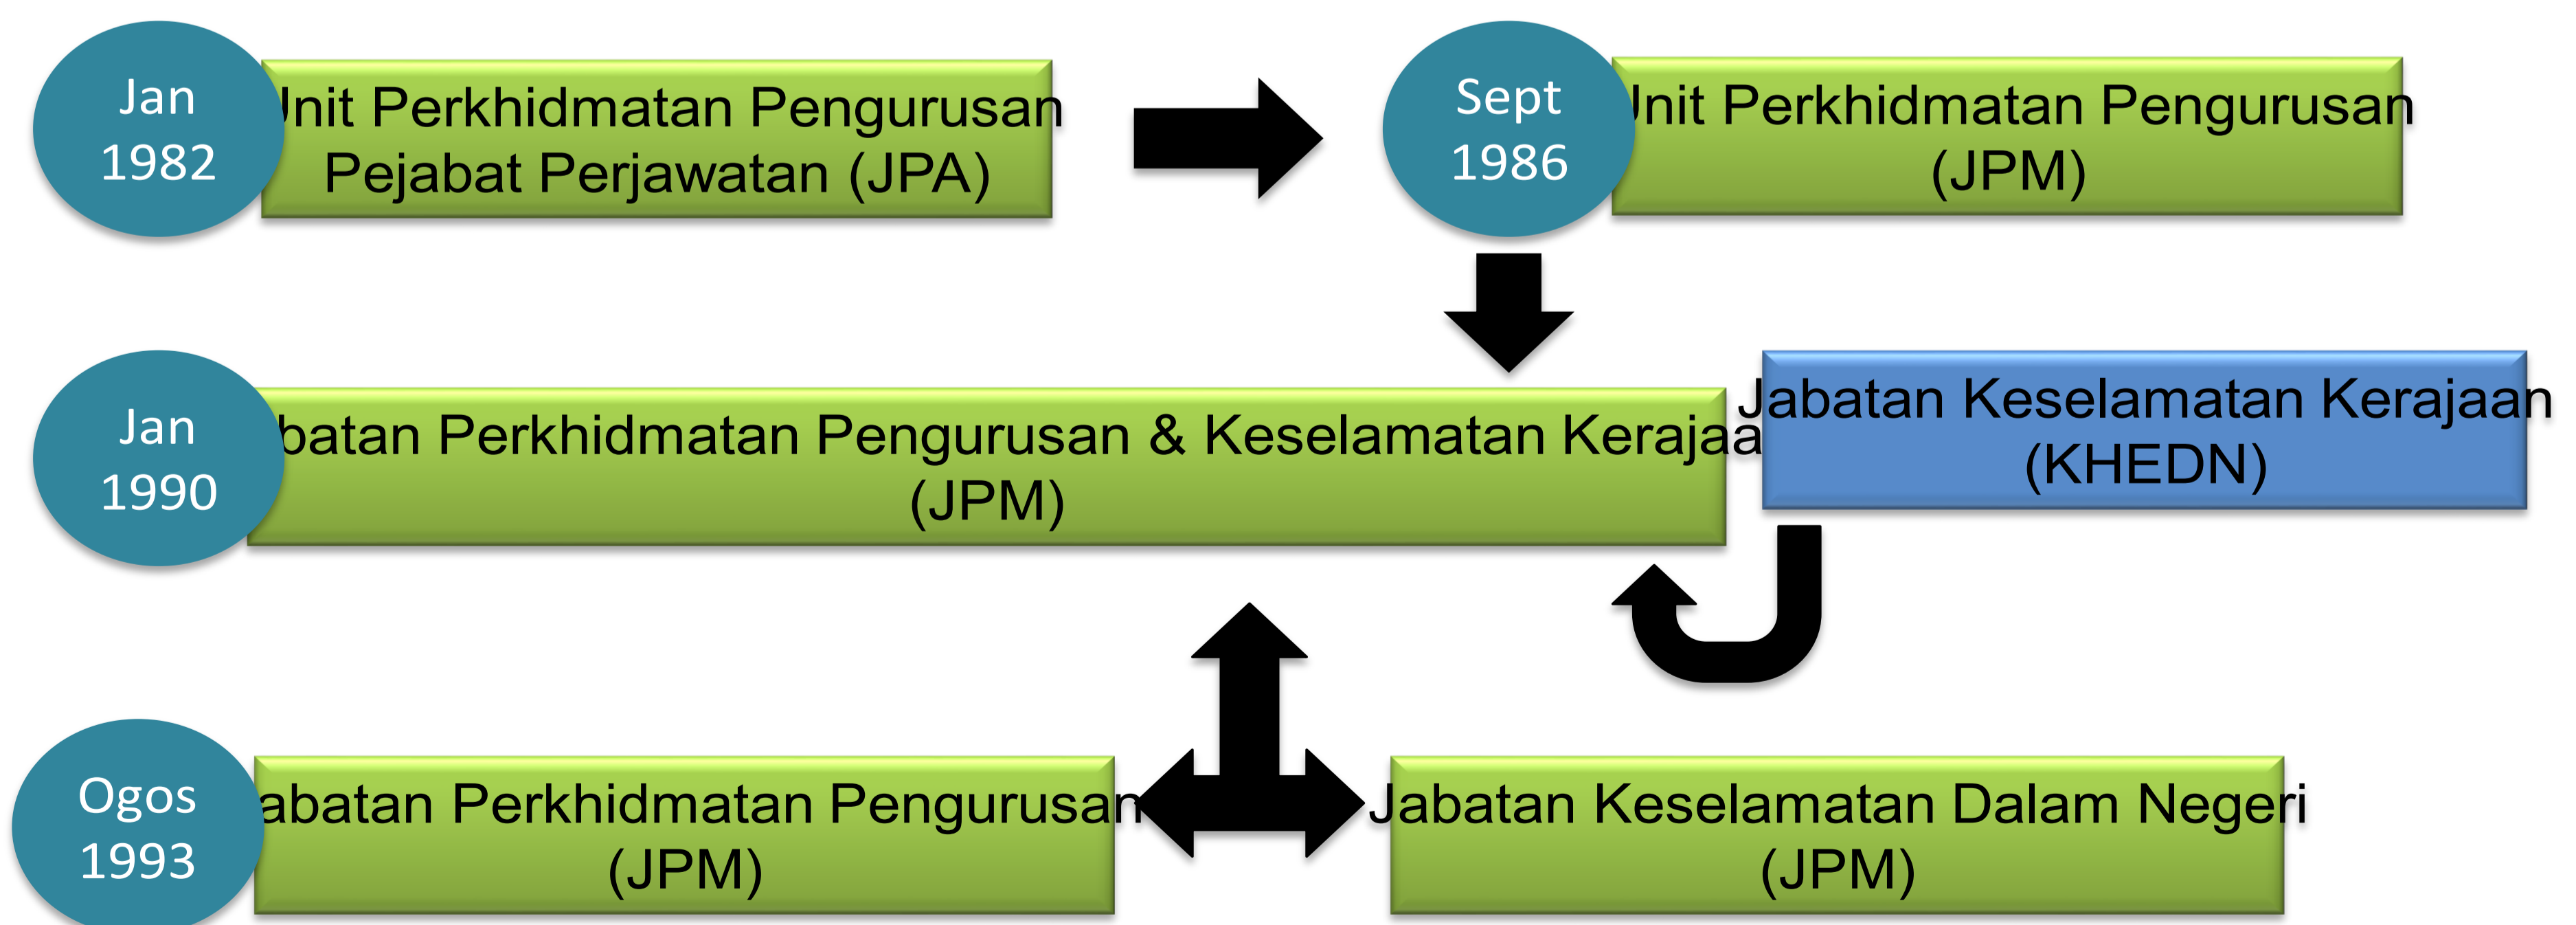 Jan
1982
Unit Perkhidmatan Pengurusan
Pejabat Perjawatan (JPA)
Sept
1986
Unit Perkhidmatan Pengurusan
(JPM)
Jan
1990
batan Perkhidmatan Pengurusan & Keselamatan Kerajaa
(JPM)
Jabatan Keselamatan Kerajaan
(KHEDN)
Ogos
1993
abatan Perkhidmatan Pengurusan
(JPM)
Jabatan Keselamatan Dalam Negeri
(JPM)